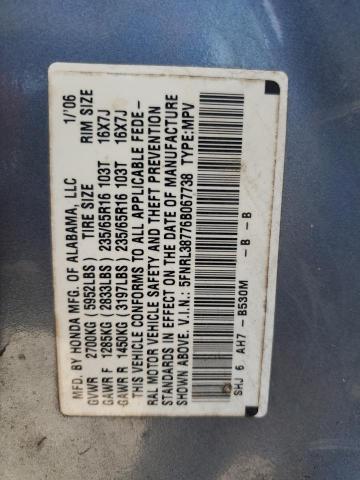 MFD. BY HONDA MFG. OF ALABAMA, LLC 1/'06
GVWR 2700KG (5952LBS) TIRE SIZE RIM SIZE
GAWR F 1285KG (2833LBS) 235/65R16 103T 16X7J
GAWR R 1450KG (3197LBS) 235/65R16 103T 16X7J
THIS VEHICLE CONFORMS TO ALL APPLICABLE FEDE-
RAL MOTOR VEHICLE SAFETY AND THEFT PREVENTION
STANDARDS IN EFFECT ON THE DATE OF MANUFACTURE
SHOWN ABOVE. V.I.N.: 5FNRL38776B067738 TYPE:MPV
SHJ 6 AH7 -B530M -B -B